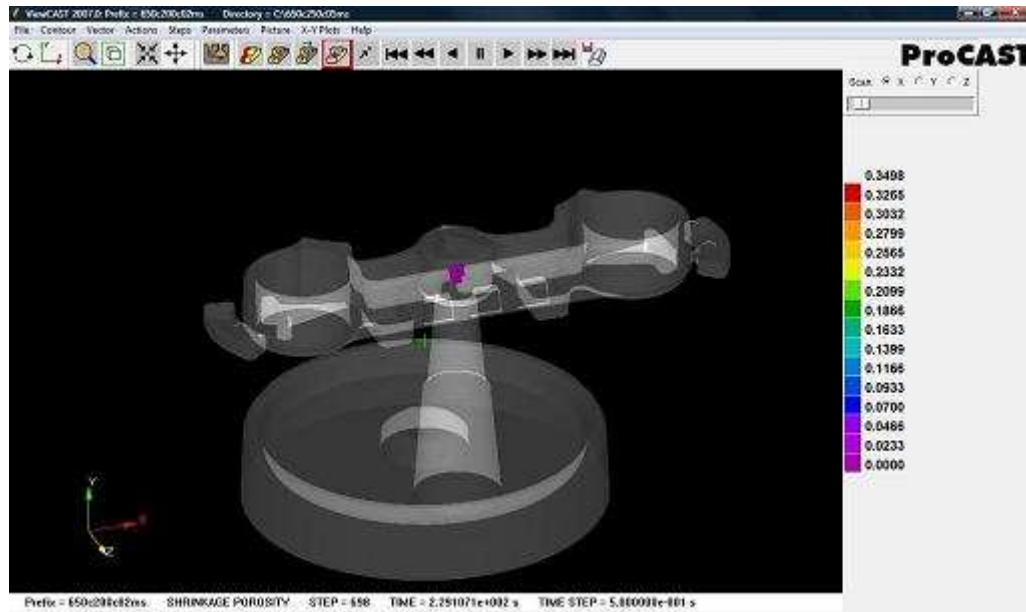 ViewCAST 2007.0: Prefix = 650c200c02ms Directory = C:\650c250c05ms
File Contour Vector Actions Steps Parameters Picture X-Y Plots Help
ProCAST
Scan X Y Z
0.3498
0.3265
0.3032
0.2799
0.2565
0.2332
0.2099
0.1866
0.1633
0.1399
0.1166
0.0933
0.0700
0.0466
0.0233
0.0000
Y
X
Z
Prefix = 650c200c02ms SHRINKAGE POROSITY STEP = 698 TIME = 2.291071e+002 s TIME STEP = 5.000000e-001 s